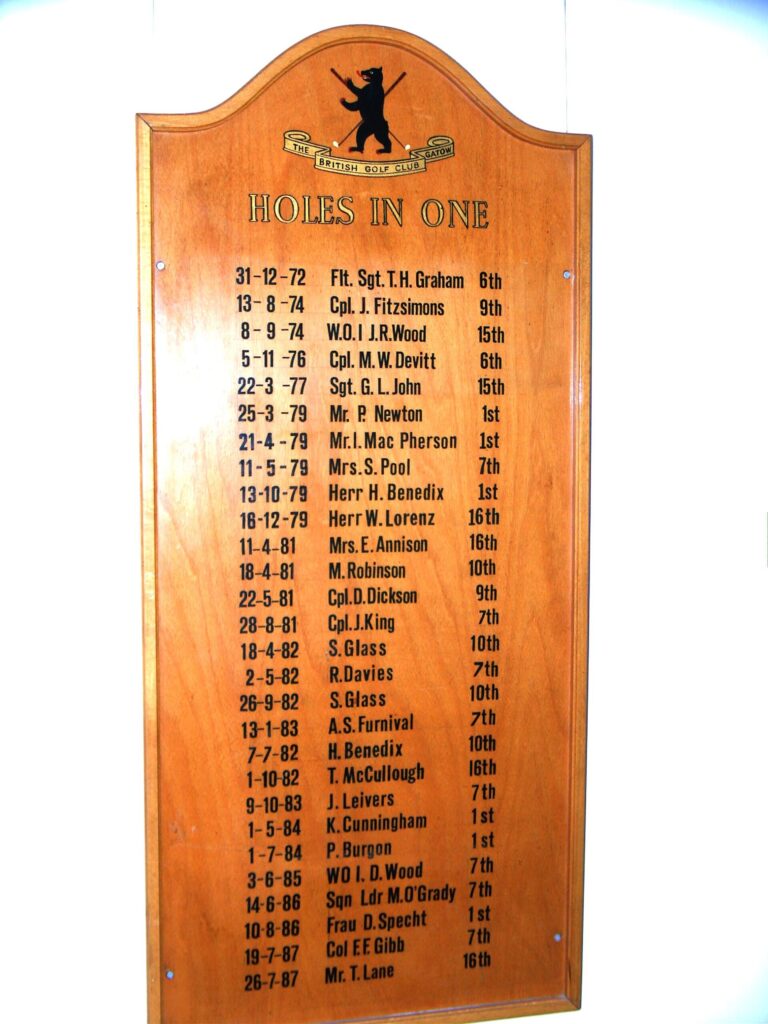 THE BRITISH GOLF CLUB GATOW
HOLES IN ONE
31-12-72 Flt. Sgt. T. H. Graham 6th
13-8-74 Cpl. J. Fitzsimons 9th
8-9-74 W.O.I J.R.Wood 15th
5-11-76 Cpl. M.W. Devitt 6th
22-3-77 Sgt. G. L. John 15th
25-3-79 Mr. P. Newton 1st
21-4-79 Mr. I. Mac Pherson 1st
11-5-79 Mrs. S. Pool 7th
13-10-79 Herr H. Benedix 1st
16-12-79 Herr W. Lorenz 16th
11-4-81 Mrs. E. Annison 16th
18-4-81 M. Robinson 10th
22-5-81 Cpl. D. Dickson 9th
28-8-81 Cpl. J. King 7th
18-4-82 S. Glass 10th
2-5-82 R. Davies 7th
26-9-82 S. Glass 10th
13-1-83 A.S. Furnival 7th
7-7-82 H. Benedix 10th
1-10-82 T. McCullough 16th
9-10-83 J. Leivers 7th
1-5-84 K. Cunningham 1st
1-7-84 P. Burgon 1st
3-6-85 WO I. D. Wood 7th
14-6-86 Sqn Ldr M. O'Grady 7th
10-8-86 Frau D. Specht 1st
19-7-87 Col F.F. Gibb 7th
26-7-87 Mr. T. Lane 16th